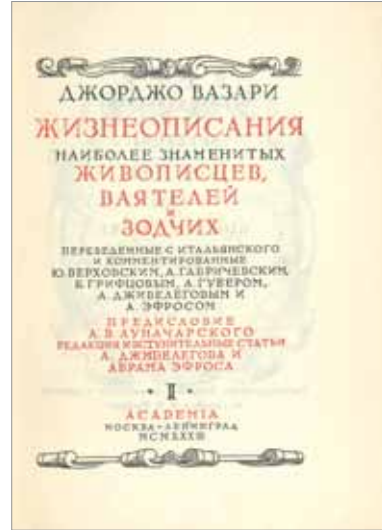 ДЖОРДЖО ВАЗАРИ
ЖИЗНЕОПИСАНИЯ
НАИБОЛЕЕ ЗНАМЕНИТЫХ
ЖИВОПИСЦЕВ,
ВАЯТЕЛЕЙ
И
ЗОДЧИХ
ПЕРЕВЕДЕННЫЕ С ИТАЛЬЯНСКОГО
И КОММЕНТИРОВАННЫЕ
Ю. ВЕРХОВСКИМ, А. ГАБРИЧЕВСКИМ,
Б. ГРИФЦОВЫМ, А. ГУБЕРОМ,
А. ДЖИВЕЛЕГОВЫМ И
А. ЭФРОСОМ
ПРЕДИСЛОВИЕ
А. В. ЛУНАЧАРСКОГО
РЕДАКЦИЯ И ВСТУПИТЕЛЬНЫЕ СТАТЬИ
А. ДЖИВЕЛЕГОВА И
АБРАМА ЭФРОСА
• II •
ACADEMIA
МОСКВА–ЛЕНИНГРАД
MCMXXXIII